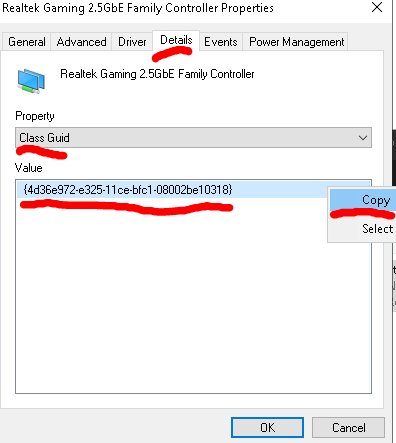 Realtek Gaming 2.5GbE Family Controller Properties
General Advanced Driver Details Events Power Management
Realtek Gaming 2.5GbE Family Controller
Property
Class Guid
Value
{4d36e972-e325-11ce-bfc1-08002be10318}
Copy
Select
OK Cancel